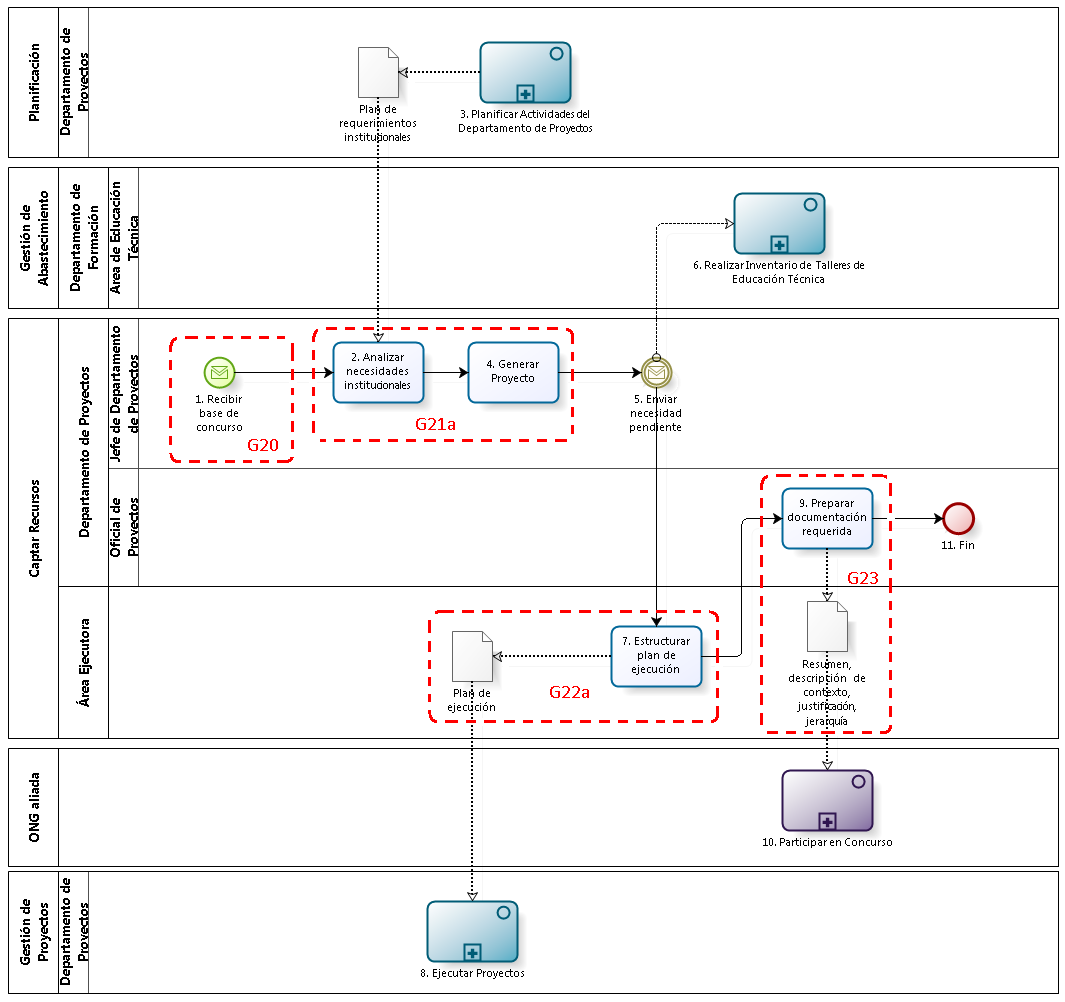 Planificación
Departamento de
Proyectos
Plan de
requerimientos
institucionales
3. Planificar Actividades del
Departamento de Proyectos
Gestión de
Abastecimiento
Departamento de
Formación
Área de Educación
Técnica
6. Realizar Inventario de Talleres de
Educación Técnica
Captar Recursos
Departamento de Proyectos
Jefe de Departamento
de Proyectos
1. Recibir
base de
concurso
G20
2. Analizar
necesidades
institucionales
4. Generar
Proyecto
G21a
5. Enviar
necesidad
pendiente
Oficial de
Proyectos
9. Preparar
documentación
requerida
11. Fin
G23
Área Ejecutora
Plan de
ejecución
7. Estructurar
plan de
ejecución
G22a
Resumen,
descripción de
contexto,
justificación,
jerarquía
ONG aliada
10. Participar en Concurso
Gestión de
Proyectos
Departamento de
Proyectos
8. Ejecutar Proyectos